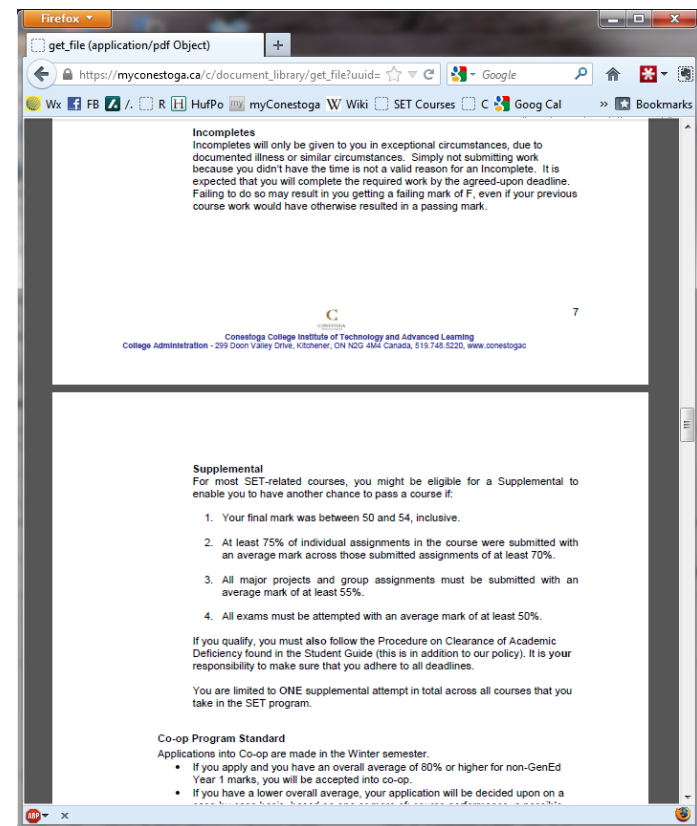 Firefox
get_file (application/pdf Object)
https://myconestoga.ca/c/document_library/get_file?uuid=
Google
Wx FB /. R H HufPo myConestoga W Wiki SET Courses C Goog Cal » Bookmarks
Incompletes
Incompletes will only be given to you in exceptional circumstances, due to
documented illness or similar circumstances. Simply not submitting work
because you didn't have the time is not a valid reason for an Incomplete. It is
expected that you will complete the required work by the agreed-upon deadline.
Failing to do so may result in you getting a failing mark of F, even if your previous
course work would have otherwise resulted in a passing mark.
7
C
CONESTOGA
Conestoga College Institute of Technology and Advanced Learning
College Administration - 299 Doon Valley Drive, Kitchener, ON N2G 4M4 Canada, 519.748.5220, www.conestogac
Supplemental
For most SET-related courses, you might be eligible for a Supplemental to
enable you to have another chance to pass a course if:
1. Your final mark was between 50 and 54, inclusive.
2. At least 75% of individual assignments in the course were submitted with
an average mark across those submitted assignments of at least 70%.
3. All major projects and group assignments must be submitted with an
average mark of at least 55%.
4. All exams must be attempted with an average mark of at least 50%.
If you qualify, you must also follow the Procedure on Clearance of Academic
Deficiency found in the Student Guide (this is in addition to our policy). It is your
responsibility to make sure that you adhere to all deadlines.
You are limited to ONE supplemental attempt in total across all courses that you
take in the SET program.
Co-op Program Standard
Applications into Co-op are made in the Winter semester.
• If you apply and you have an overall average of 80% or higher for non-GenEd
Year 1 marks, you will be accepted into co-op.
• If you have a lower overall average, your application will be decided upon on a
ABP